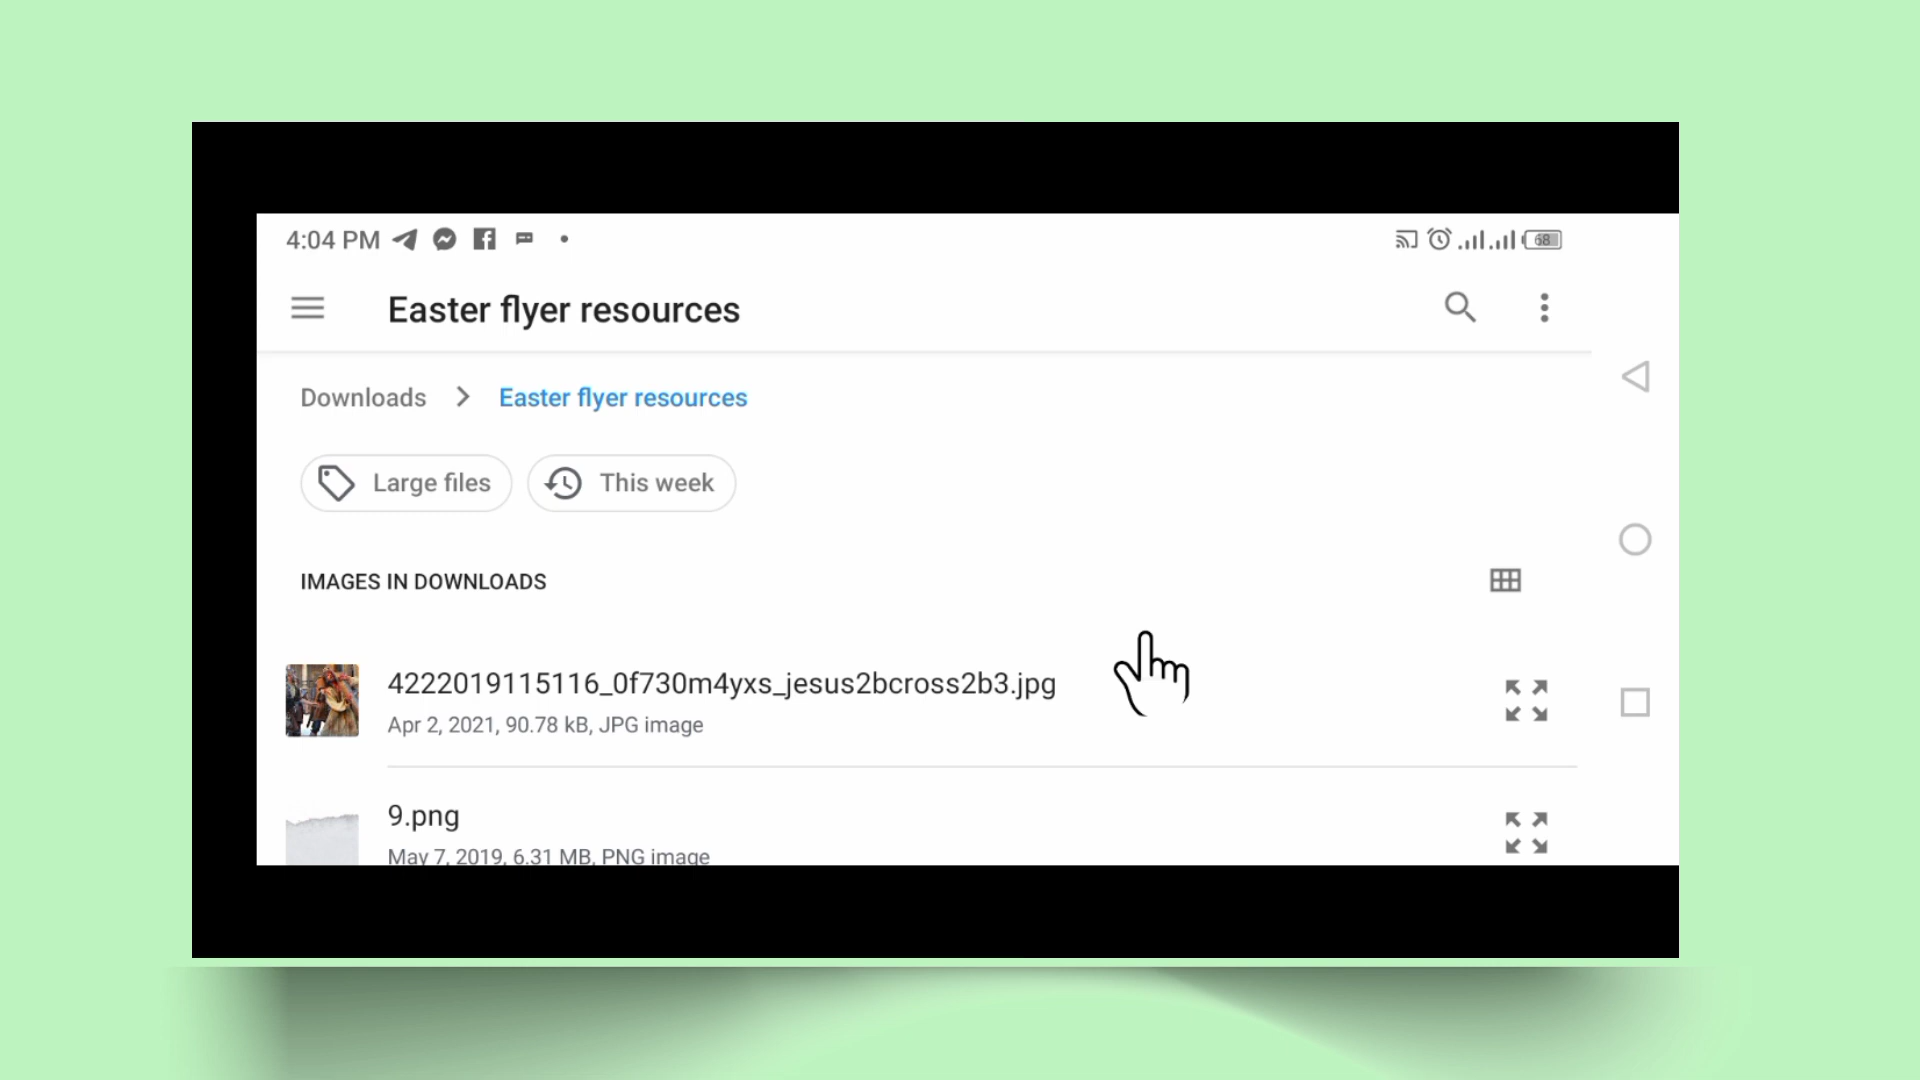 4:04 PM
68
Easter flyer resources
Downloads
Easter flyer resources
Large files
This week
IMAGES IN DOWNLOADS
4222019115116_0f730m4yxs_jesus2bcross2b3.jpg
Apr 2, 2021, 90.78 kB, JPG image
9.png
May 7, 2019, 6.31 MB, PNG image